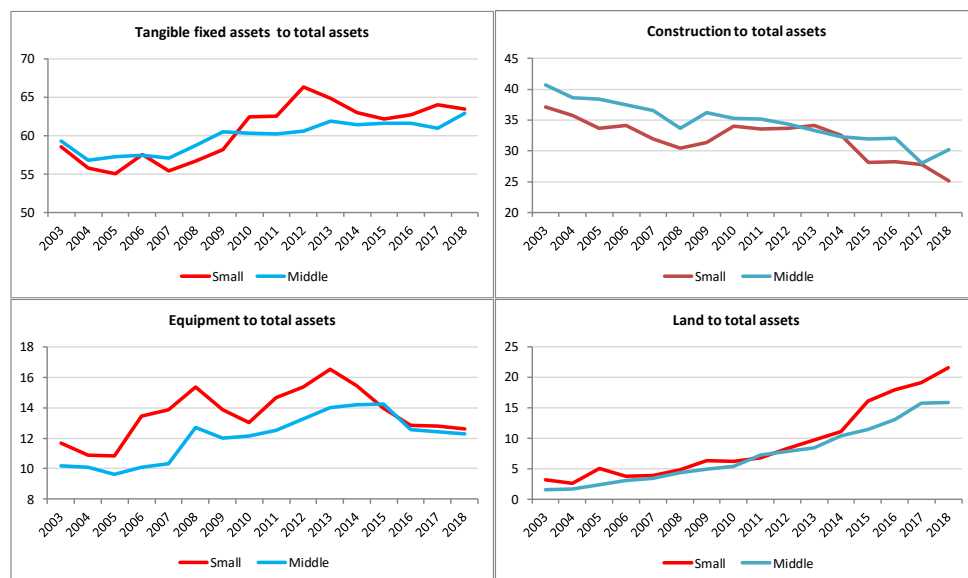 Tangible fixed assets to total assets
70
65
60
55
50
2003 2004 2005 2006 2007 2008 2009 2010 2011 2012 2013 2014 2015 2016 2017 2018
Small Middle
Construction to total assets
45
40
35
30
25
20
2003 2004 2005 2006 2007 2008 2009 2010 2011 2012 2013 2014 2015 2016 2017 2018
Small Middle
Equipment to total assets
18
16
14
12
10
8
2003 2004 2005 2006 2007 2008 2009 2010 2011 2012 2013 2014 2015 2016 2017 2018
Small Middle
Land to total assets
25
20
15
10
5
0
2003 2004 2005 2006 2007 2008 2009 2010 2011 2012 2013 2014 2015 2016 2017 2018
Small Middle